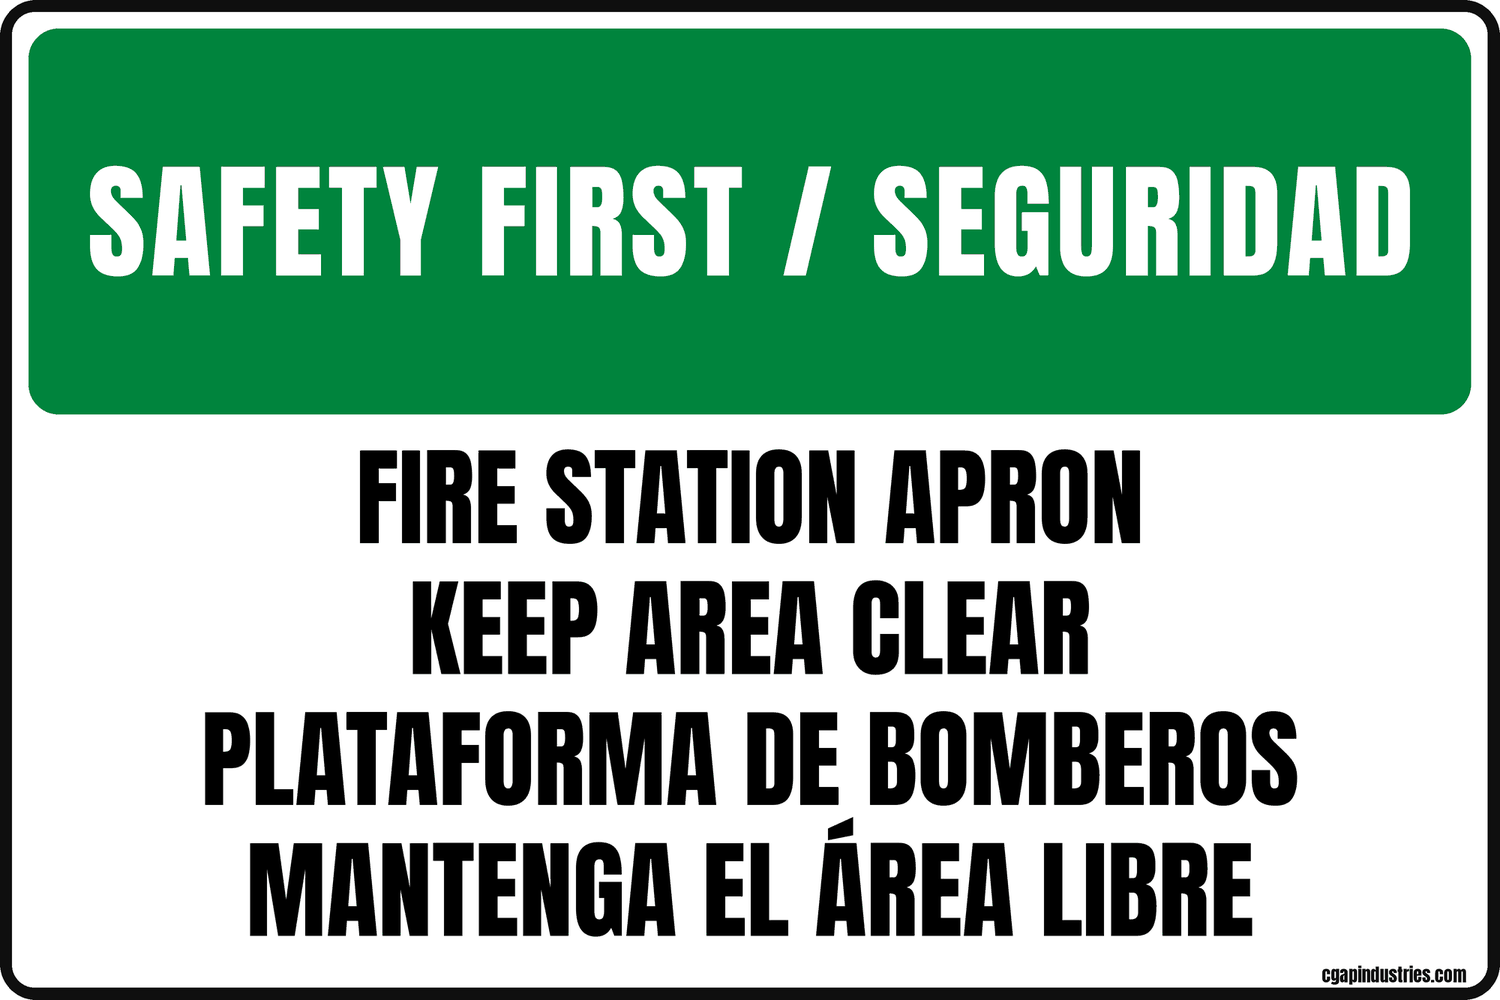 SAFETY FIRST / SEGURIDAD
FIRE STATION APRON
KEEP AREA CLEAR
PLATAFORMA DE BOMBEROS
MANTENGA EL ÁREA LIBRE
cgapindustries.com